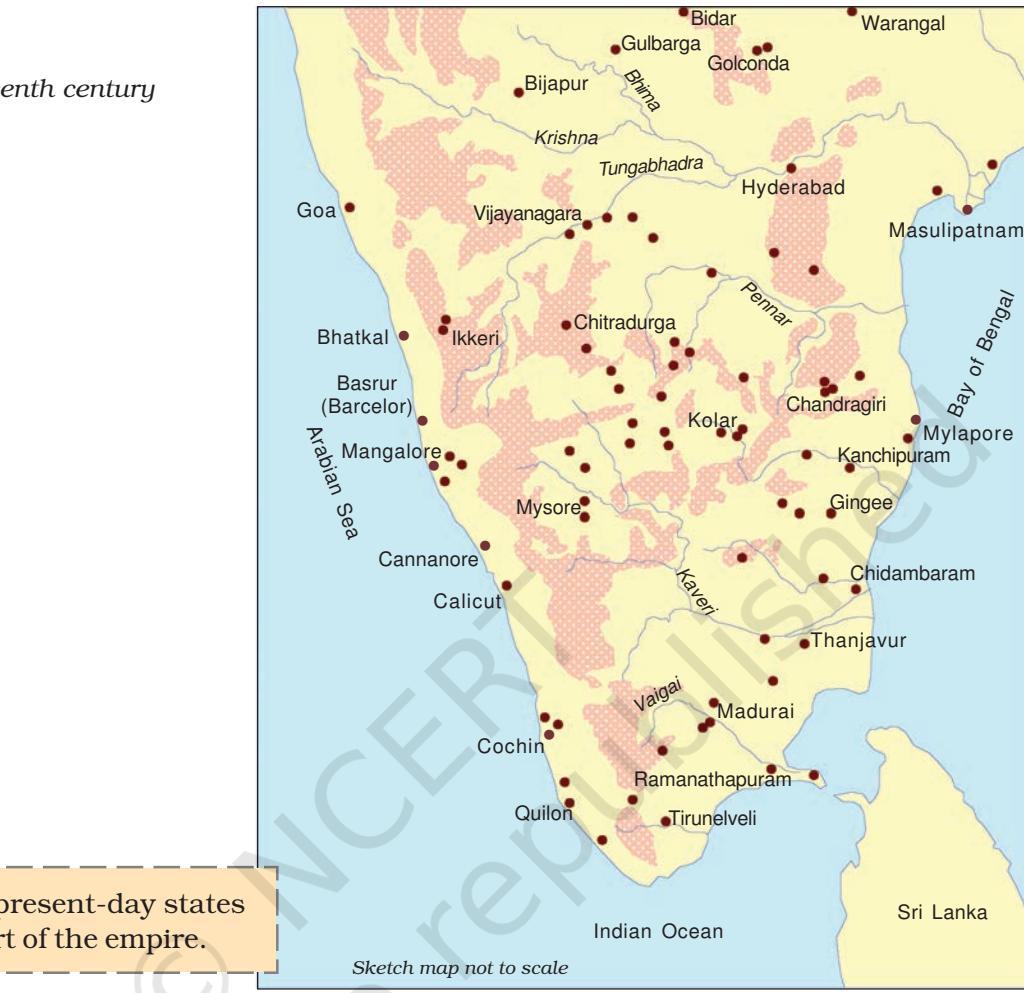 enth century
Bidar
Warangal
Gulbarga
Golconda
Bijapur
Bhima
Krishna
Tungabhadra
Hyderabad
Goa
Vijayanagara
Masulipatnam
Pennar
Chitradurga
Bhatkal
Ikkeri
Bay of Bengal
Basrur
(Barcelor)
Chandragiri
Kolar
Mylapore
Arabian Sea
Mangalore
Kanchipuram
Mysore
Gingee
Cannanore
Kaveri
Chidambaram
Calicut
Thanjavur
Vaigai
Madurai
Cochin
Ramanathapuram
Quilon
Tirunelveli
present-day states
rt of the empire.
Sri Lanka
Indian Ocean
Sketch map not to scale
© NCERT
republished